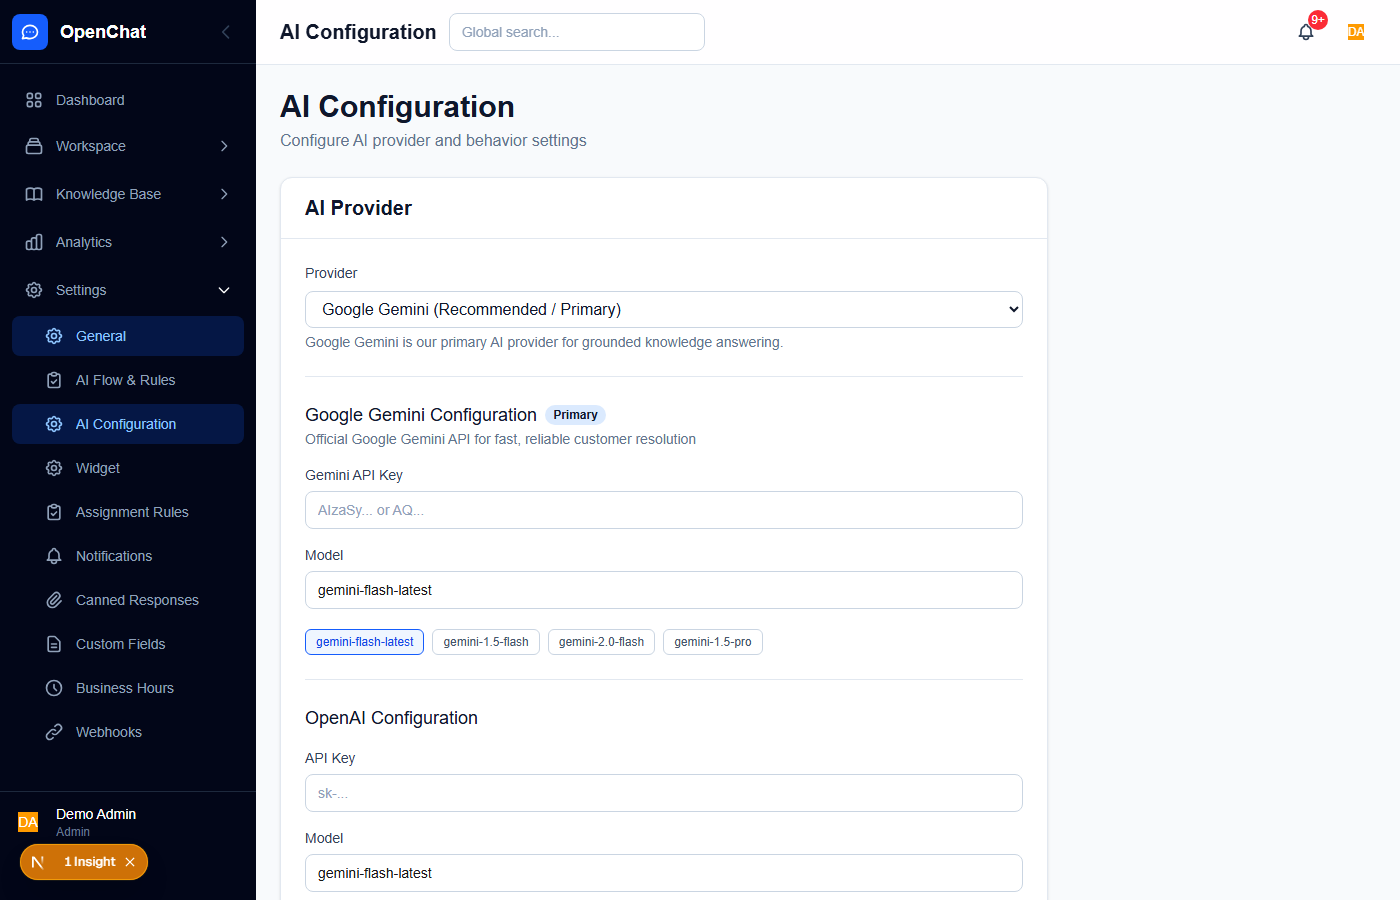 OpenChat
Dashboard
Workspace
Knowledge Base
Analytics
Settings
General
AI Flow & Rules
AI Configuration
Widget
Assignment Rules
Notifications
Canned Responses
Custom Fields
Business Hours
Webhooks
DA
Demo Admin
Admin
1 Insight
AI Configuration
Global search...
9+
DA
AI Configuration
Configure AI provider and behavior settings
AI Provider
Provider
Google Gemini (Recommended / Primary)
Google Gemini is our primary AI provider for grounded knowledge answering.
Google Gemini Configuration Primary
Official Google Gemini API for fast, reliable customer resolution
Gemini API Key
AIzaSy... or AQ...
Model
gemini-flash-latest
gemini-flash-latest gemini-1.5-flash gemini-2.0-flash gemini-1.5-pro
OpenAI Configuration
API Key
sk-...
Model
gemini-flash-latest